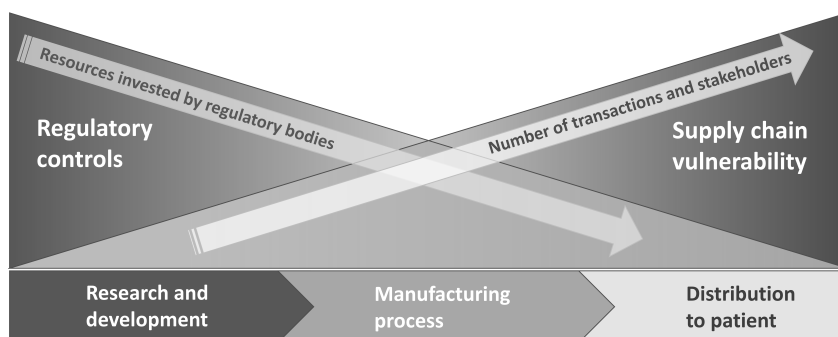 Resources invested by regulatory bodies
Number of transactions and stakeholders
Regulatory
controls
Supply chain
vulnerability
Research and
development
Manufacturing
process
Distribution
to patient